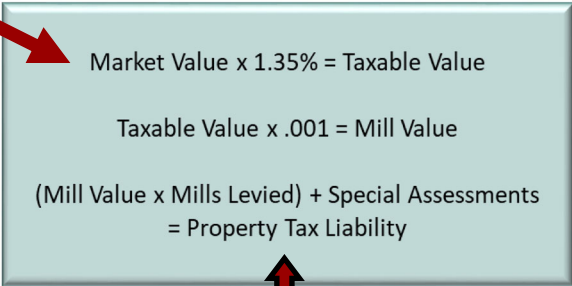 Market Value x 1.35% = Taxable Value
Taxable Value x .001 = Mill Value
(Mill Value x Mills Levied) + Special Assessments
= Property Tax Liability